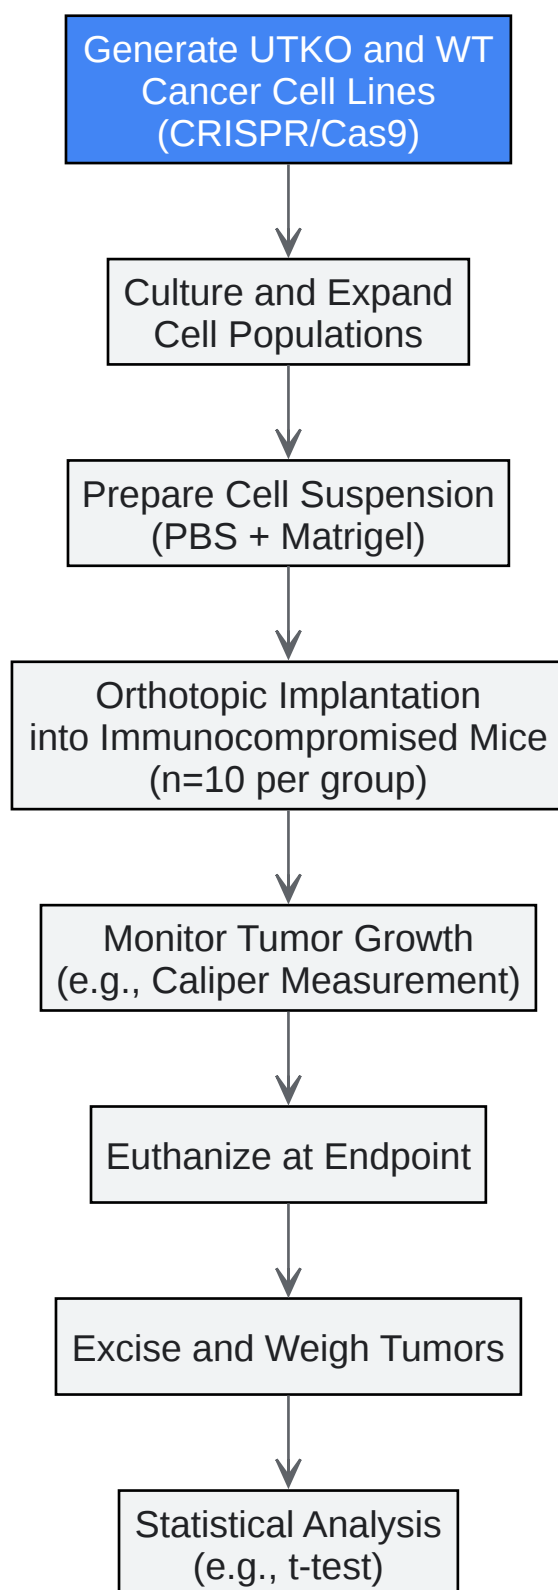 Generate UTKO and WT
Cancer Cell Lines
(CRISPR/Cas9)
Culture and Expand
Cell Populations
Prepare Cell Suspension
(PBS + Matrigel)
Orthotopic Implantation
into Immunocompromised Mice
(n=10 per group)
Monitor Tumor Growth
(e.g., Caliper Measurement)
Euthanize at Endpoint
Excise and Weigh Tumors
Statistical Analysis
(e.g., t-test)